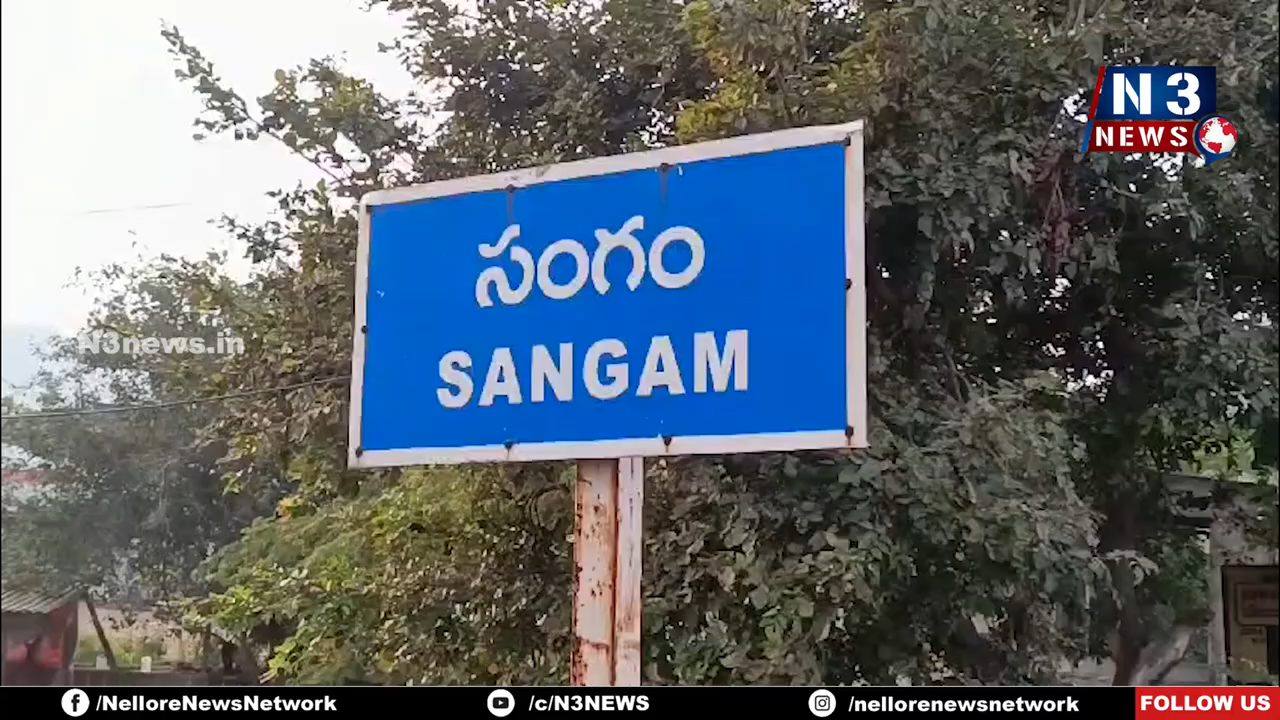 N3
NEWS
సంగం
SANGAM
N3news.in
/NelloreNewsNetwork
/c/N3NEWS
/nellorenewsnetwork
FOLLOW US